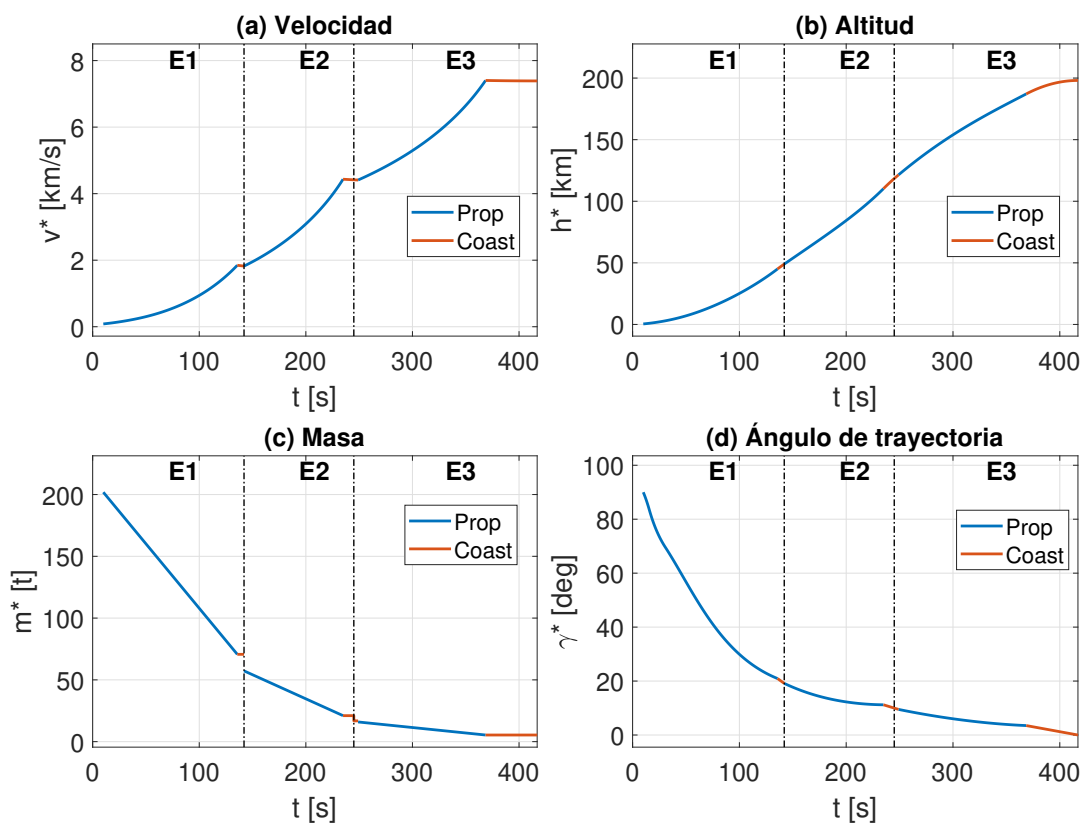 (a) Velocidad
E1 E2 E3
8
6
4
2
0
v* [km/s]
Prop
Coast
0 100 200 300 400
t [s]
(b) Altitud
E1 E2 E3
200
150
100
50
0
h* [km]
Prop
Coast
0 100 200 300 400
t [s]
(c) Masa
E1 E2 E3
200
150
100
50
0
m* [t]
Prop
Coast
0 100 200 300 400
t [s]
(d) Ángulo de trayectoria
E1 E2 E3
100
80
60
40
20
0
γ* [deg]
Prop
Coast
0 100 200 300 400
t [s]